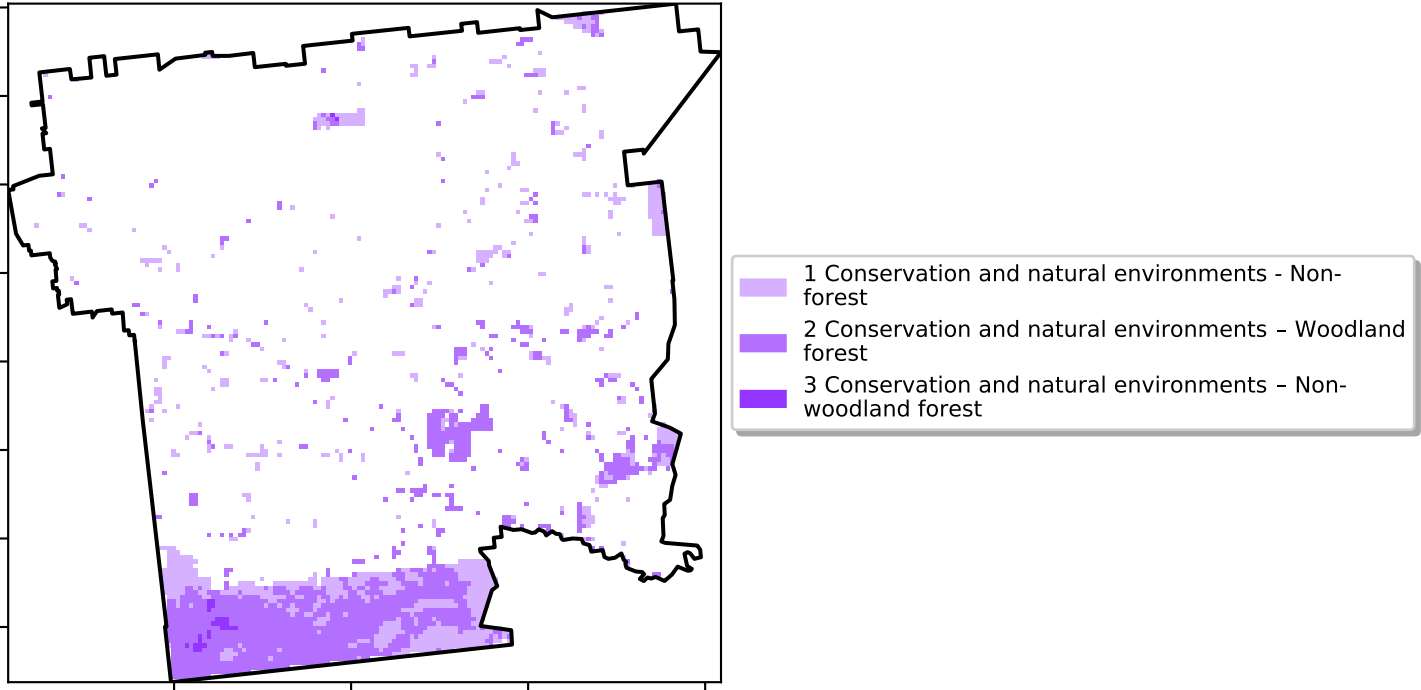 1 Conservation and natural environments - Non-
forest
2 Conservation and natural environments – Woodland
forest
3 Conservation and natural environments – Non-
woodland forest